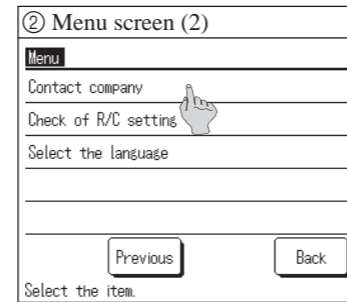 ② Menu screen (2)
Menu
Contact company
Check of R/C setting
Select the language
Previous Back
Select the item.